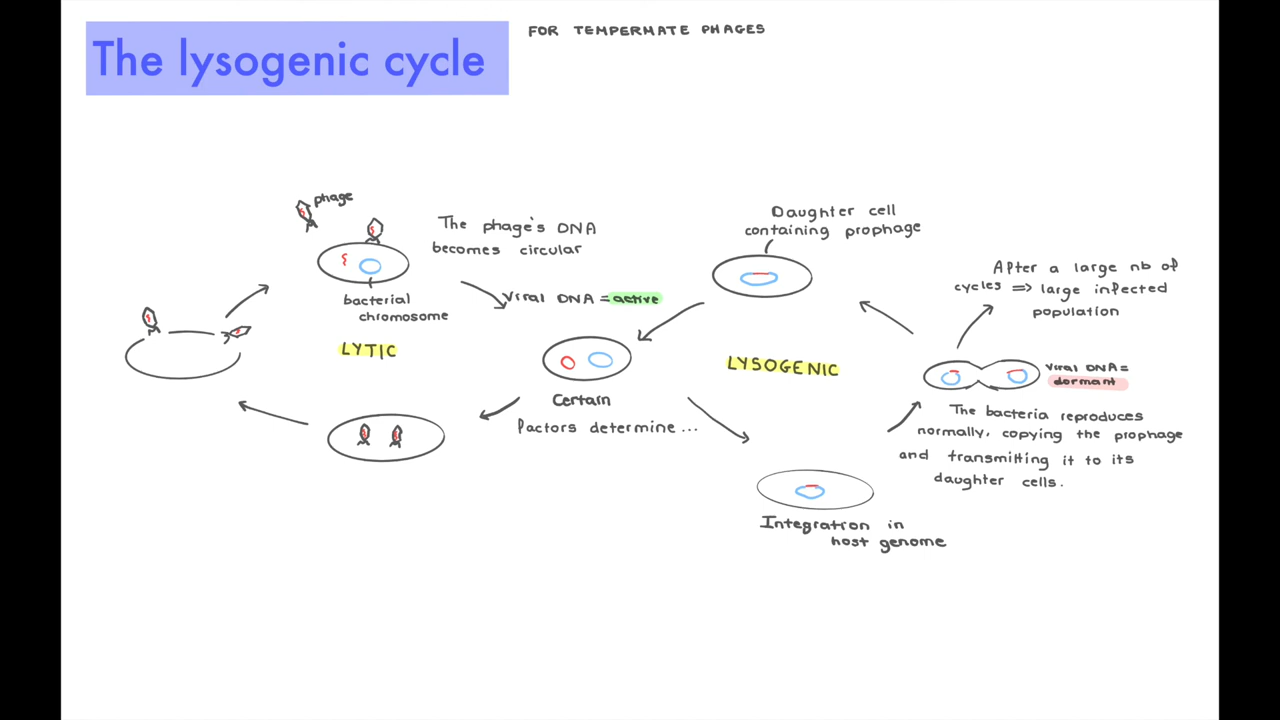 The lysogenic cycle
FOR TEMPERMATE PHAGES
phage
The phage's DNA
becomes circular
bacterial
chromosome
Viral DNA = active
LYTIC
Certain
factors determine ...
Daughter cell
containing prophage
LYSOGENIC
After a large nb of
cycles => large infected
population
Viral DNA =
dormant
The bacteria reproduces
normally, copying the prophage
and transmitting it to its
daughter cells.
Integration in
host genome